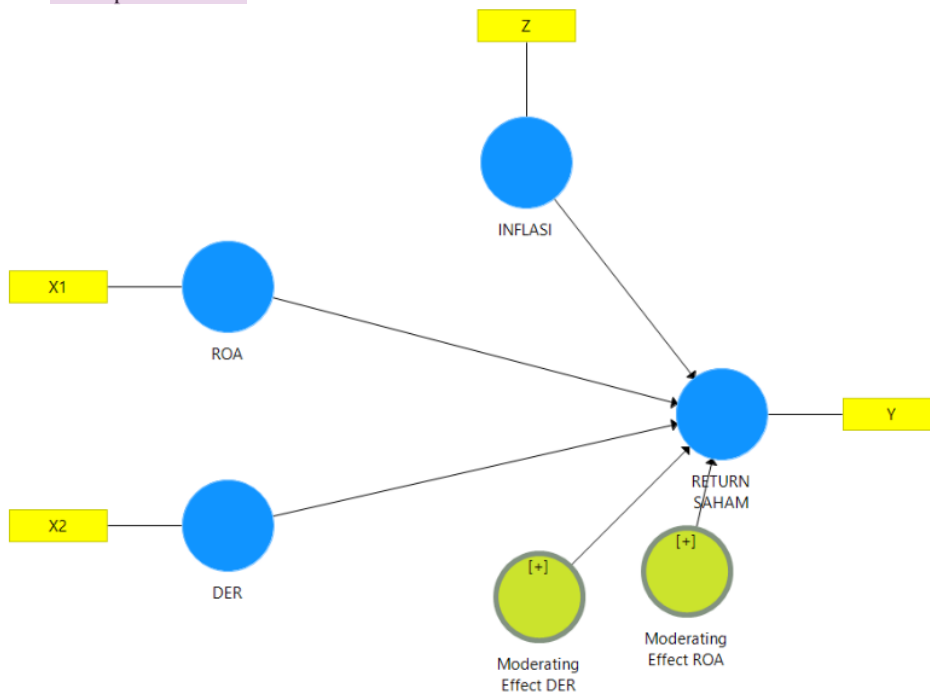 Z
INFLASI
X1
ROA
Y
RETURN
SAHAM
X2
DER
[+]
[+]
Moderating
Effect ROA
Moderating
Effect DER